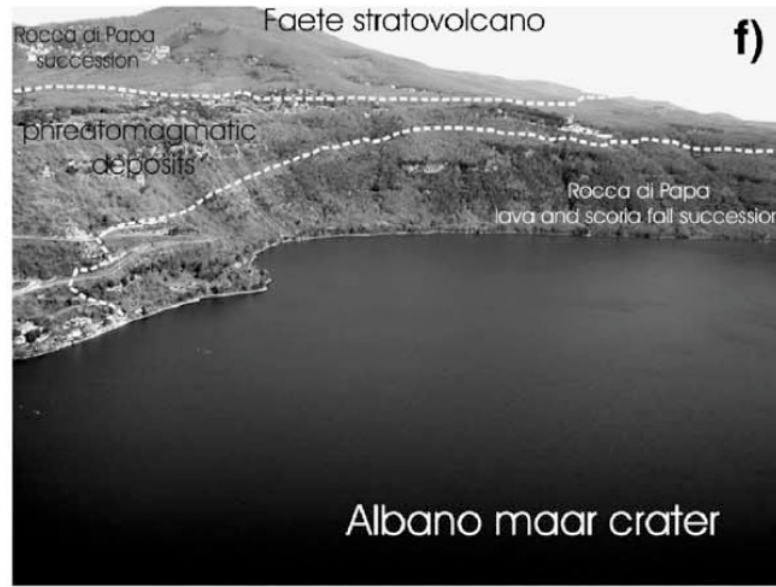 Faete stratovolcano
f)
Rocca di Papa
succession
phreatomagmatic
deposits
Rocca di Papa
lava and scoria fall succession
Albano maar crater